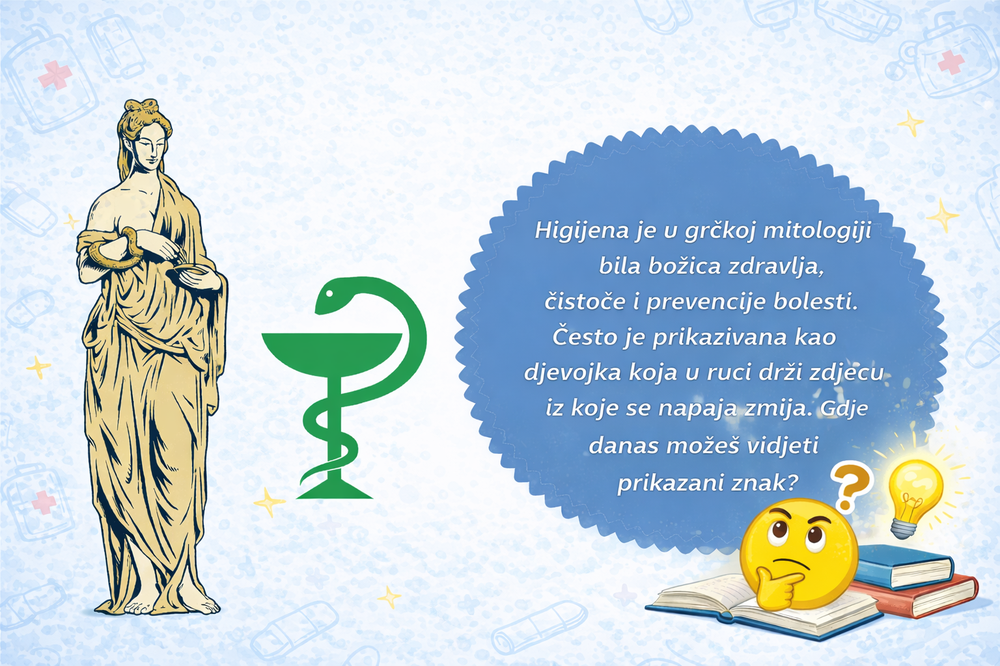 Higijena je u grčkoj mitologiji
bila božica zdravlja,
čistoče i prevencije bolesti.
Često je prikazivana kao
djevojka koja u ruci drži zdjecu
iz koje se napaja zmija. Gdje
danas možeš vidjeti
prikazani znak?
?